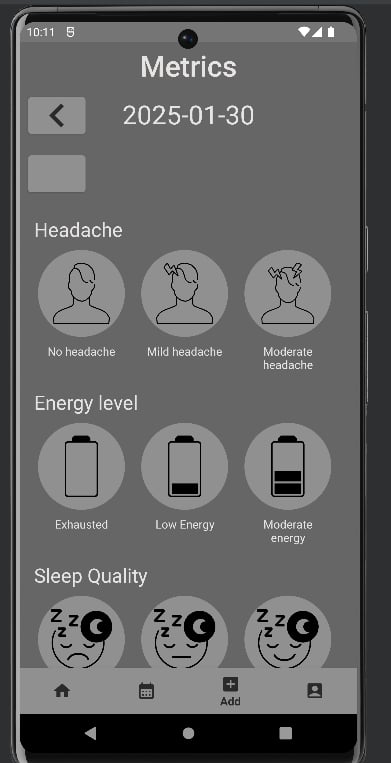 10:11
Metrics
2025-01-30
Headache
No headache
Mild headache
Moderate
headache
Energy level
Exhausted
Low Energy
Moderate
energy
Sleep Quality
Z Z Z
Z Z Z
Z Z Z
Add